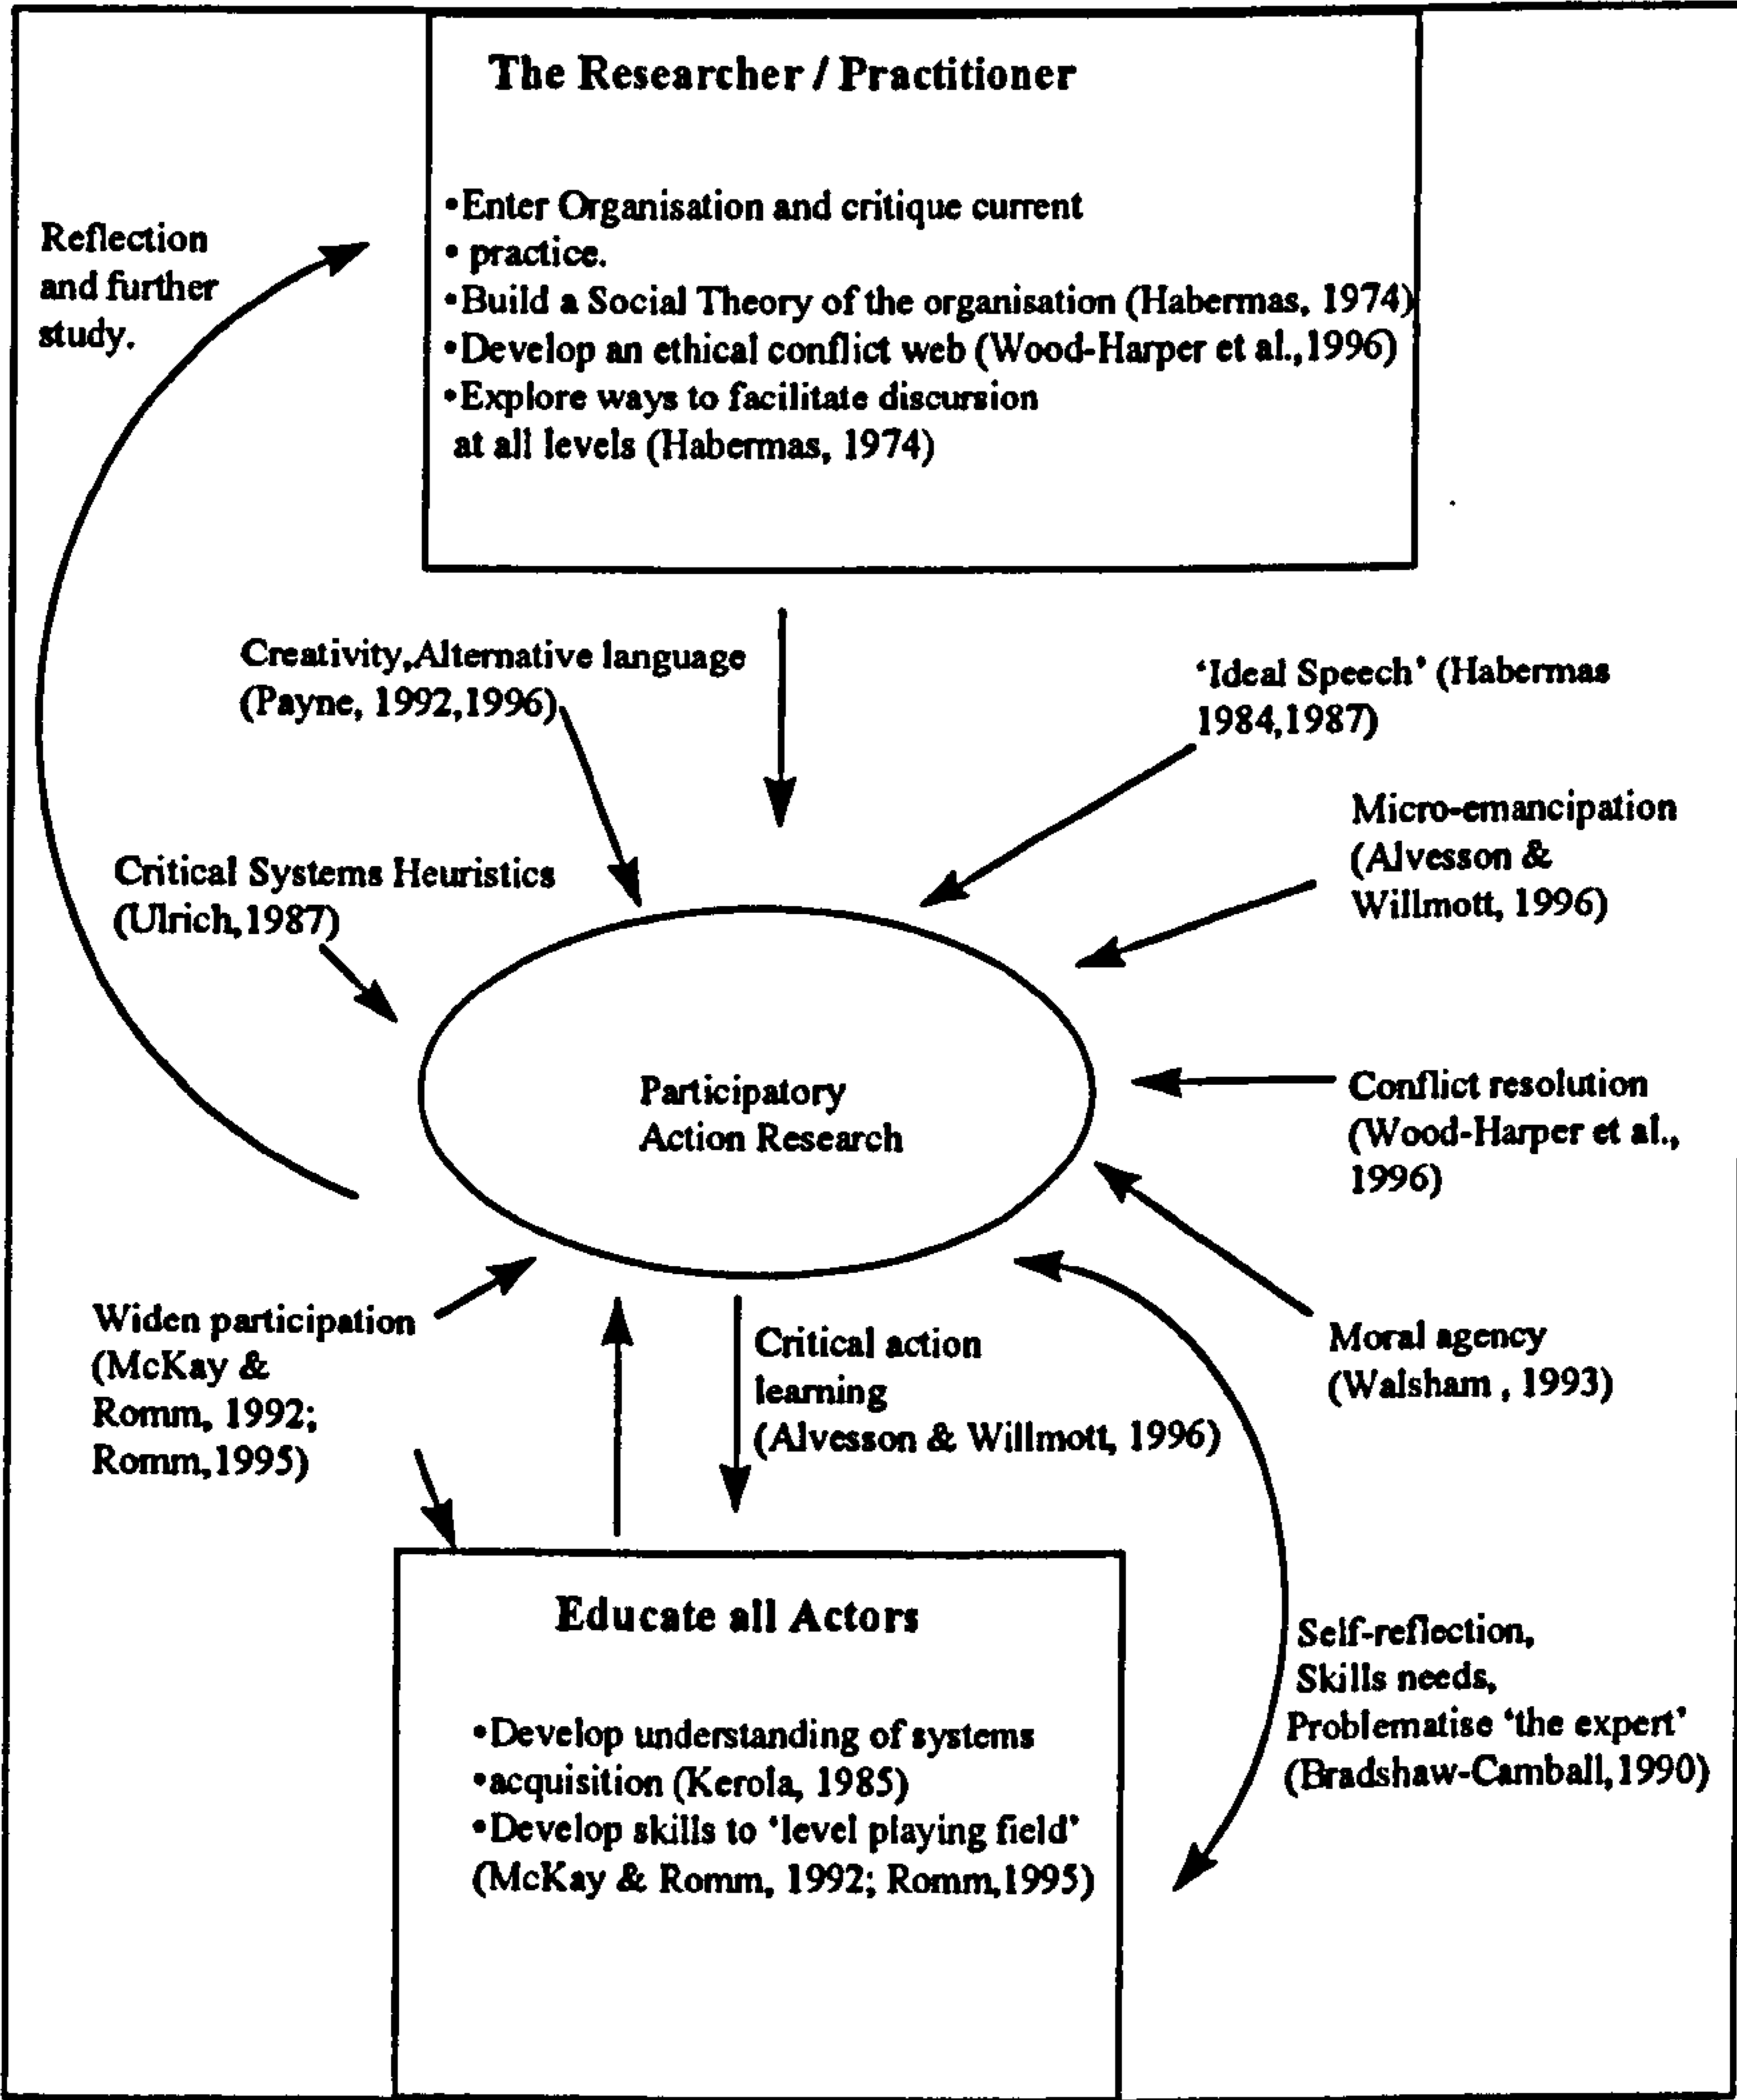 The Researcher / Practitioner
•Enter Organisation and critique current
• practice.
•Build a Social Theory of the organisation (Habermas, 1974)
•Develop an ethical conflict web (Wood-Harper et al.,1996)
•Explore ways to facilitate discursion
at all levels (Habermas, 1974)
Reflection
and further
study.
Creativity,Alternative language
(Payne, 1992,1996)
'Ideal Speech' (Habermas
1984,1987)
Micro-emancipation
(Alvesson &
Willmott, 1996)
Critical Systems Heuristics
(Ulrich,1987)
Participatory
Action Research
Conflict resolution
(Wood-Harper et al.,
1996)
Widen participation
(McKay &
Romm, 1992;
Romm,1995)
Critical action
learning
(Alvesson & Willmott, 1996)
Moral agency
(Walsham , 1993)
Educate all Actors
•Develop understanding of systems
•acquisition (Kerola, 1985)
•Develop skills to 'level playing field'
(McKay & Romm, 1992; Romm,1995)
Self-reflection,
Skills needs,
Problematise 'the expert'
(Bradshaw-Camball,1990)